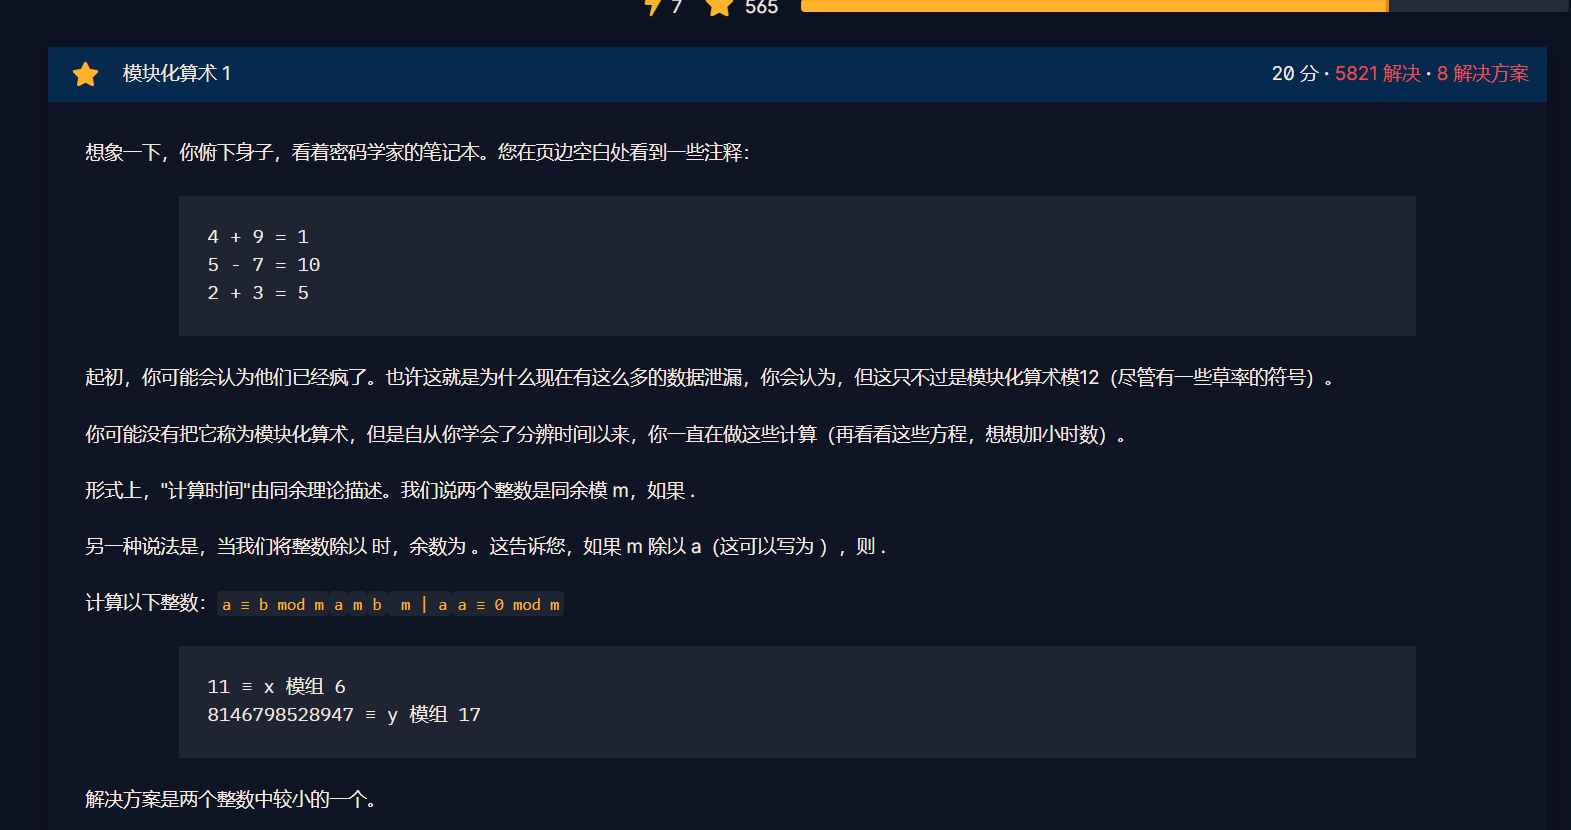 7 565
模块化算术 1
20 分 · 5821 解决 · 8 解决方案
想象一下，你俯下身子，看着密码学家的笔记本。您在页边空白处看到一些注释：
4 + 9 = 1
5 - 7 = 10
2 + 3 = 5
起初，你可能会认为他们已经疯了。也许这就是为什么现在有这么多的数据泄漏，你会认为，但这只不过是模块化算术模12（尽管有一些草率的符号）。
你可能没有把它称为模块化算术，但是自从你学会了分辨时间以来，你一直在做这些计算（再看看这些方程，想想加小时数）。
形式上，"计算时间"由同余理论描述。我们说两个整数是同余模 m，如果 .
另一种说法是，当我们将整数除以 时，余数为 。这告诉您，如果 m 除以 a（这可以写为 ），则 .
计算以下整数： a ≡ b mod m a m b m | a a ≡ 0 mod m
11 ≡ x 模组 6
8146798528947 ≡ y 模组 17
解决方案是两个整数中较小的一个。